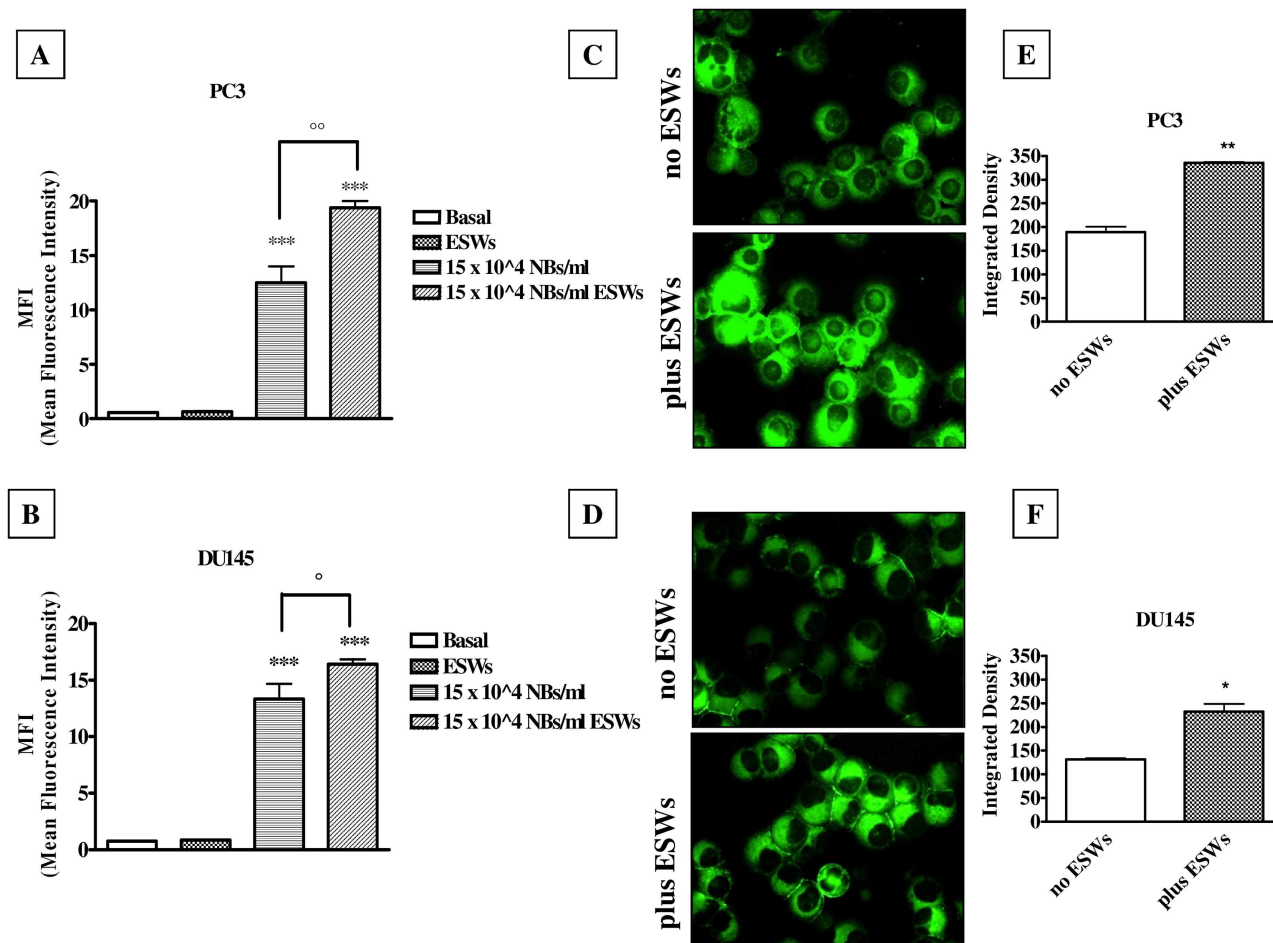 A
PC3
MFI
(Mean Fluorescence Intensity)
20
15
10
5
0
°°
***
***
Basal
ESWs
15 x 10^4 NBs/ml
15 x 10^4 NBs/ml ESWs
B
DU145
MFI
(Mean Fluorescence Intensity)
20
15
10
5
0
°
***
***
Basal
ESWs
15 x 10^4 NBs/ml
15 x 10^4 NBs/ml ESWs
C
no ESWs
plus ESWs
D
no ESWs
plus ESWs
E
PC3
Integrated Density
350
300
250
200
150
100
50
0
**
no ESWs
plus ESWs
F
DU145
Integrated Density
350
300
250
200
150
100
50
0
*
no ESWs
plus ESWs